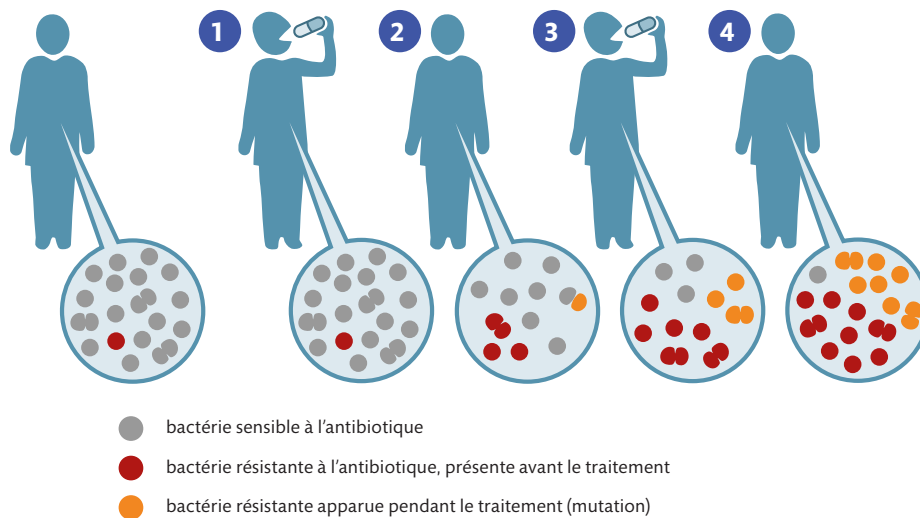 1 2 3 4
bactérie sensible à l'antibiotique
bactérie résistante à l'antibiotique, présente avant le traitement
bactérie résistante apparue pendant le traitement (mutation)